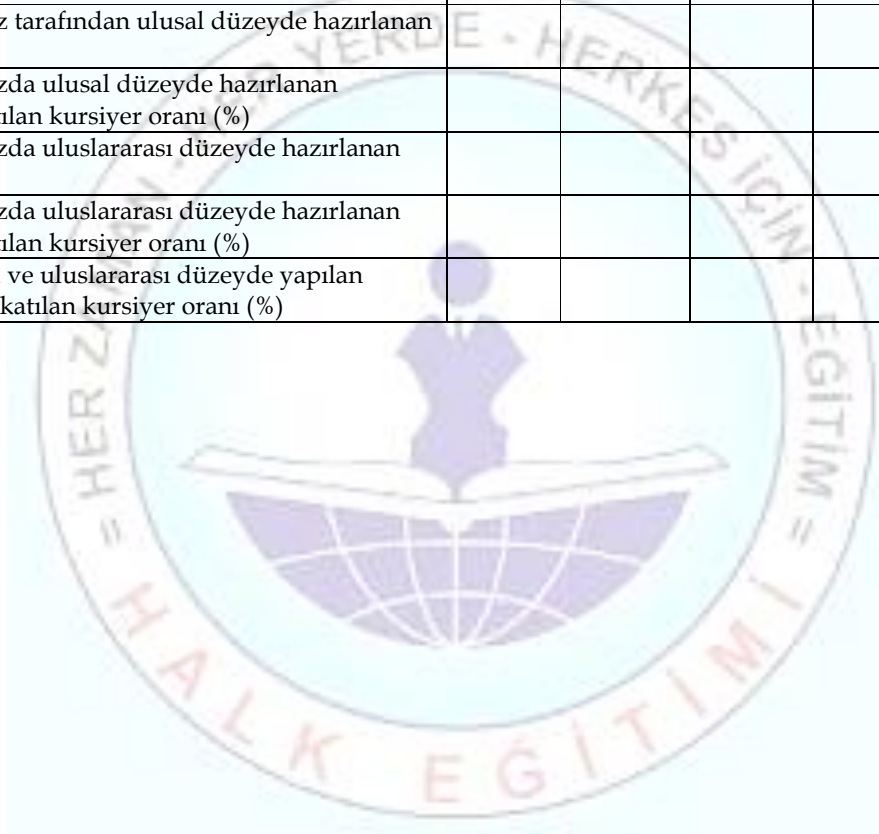 z tarafından ulusal düzeyde hazırlanan
zda ulusal düzeyde hazırlanan
ılan kursiyer oranı (%)
zda uluslararası düzeyde hazırlanan
zda uluslararası düzeyde hazırlanan
ılan kursiyer oranı (%)
ve uluslararası düzeyde yapılan
katılan kursiyer oranı (%)
= HER ZAMAN - HER YERDE - HERKES İÇİN - EĞİTİM =
HALK EĞİTİMİ